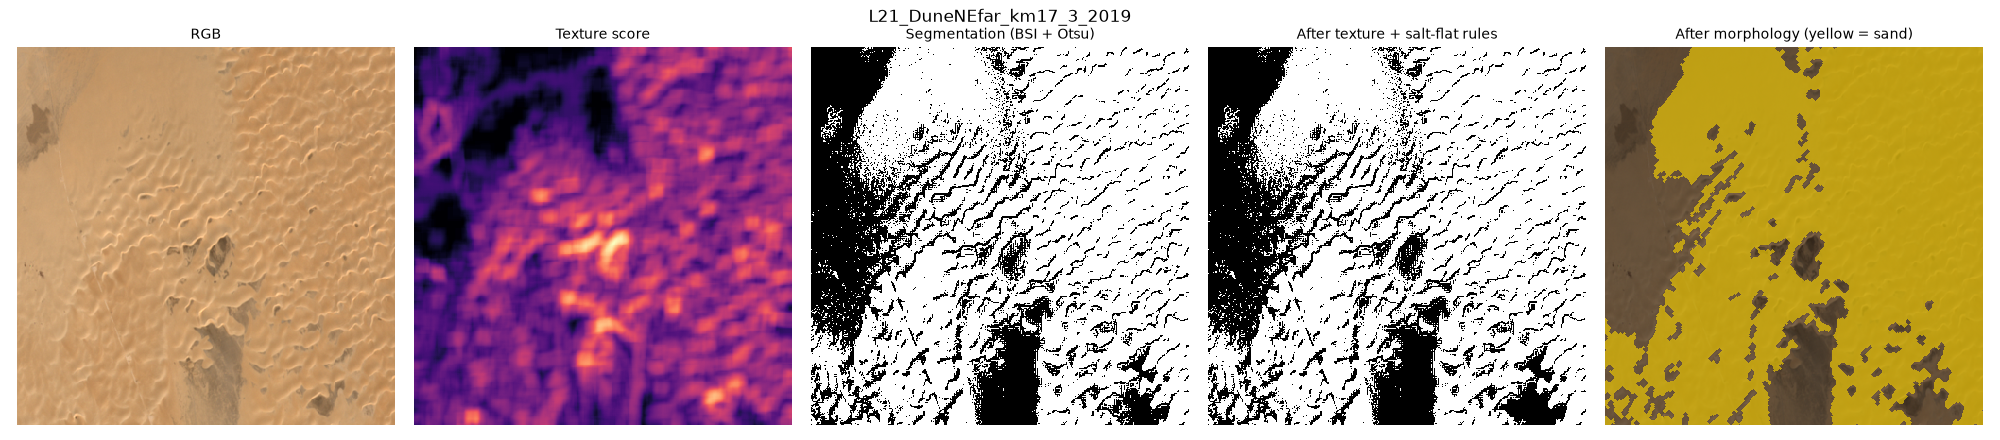 L21_DuneNEfar_km17_3_2019
RGB
Texture score
Segmentation (BSI + Otsu)
After texture + salt-flat rules
After morphology (yellow = sand)